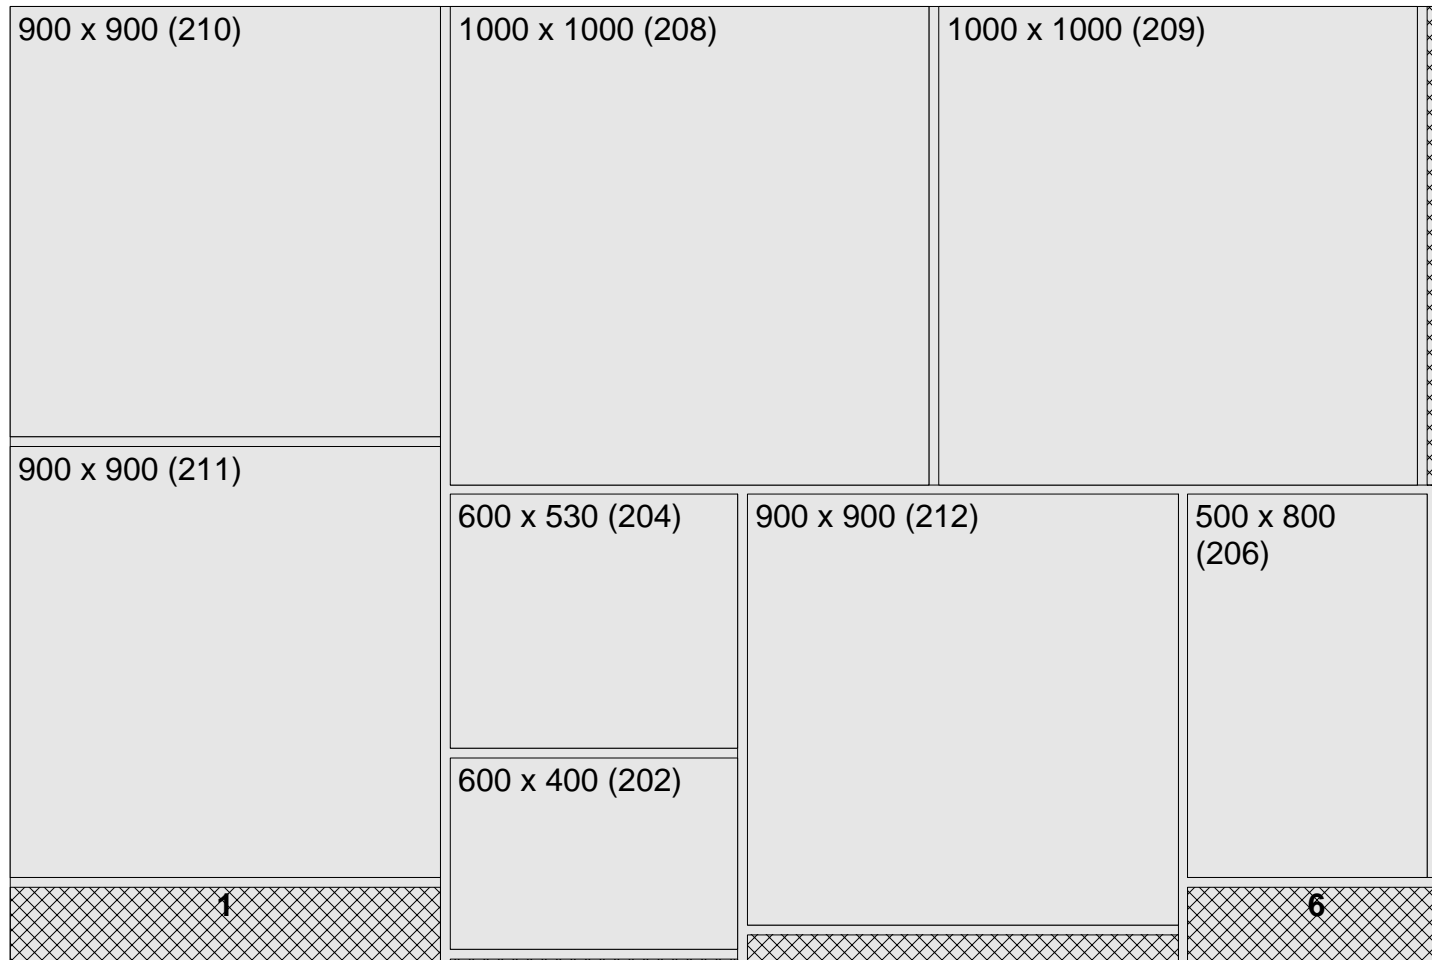 900 x 900 (210)
1000 x 1000 (208)
1000 x 1000 (209)
900 x 900 (211)
600 x 530 (204)
900 x 900 (212)
500 x 800
(206)
600 x 400 (202)
1
6